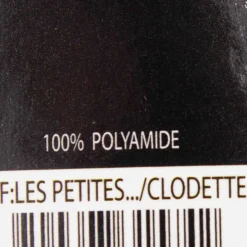 100% POLYAMIDE
F:LES PETITES.../CLODETTE